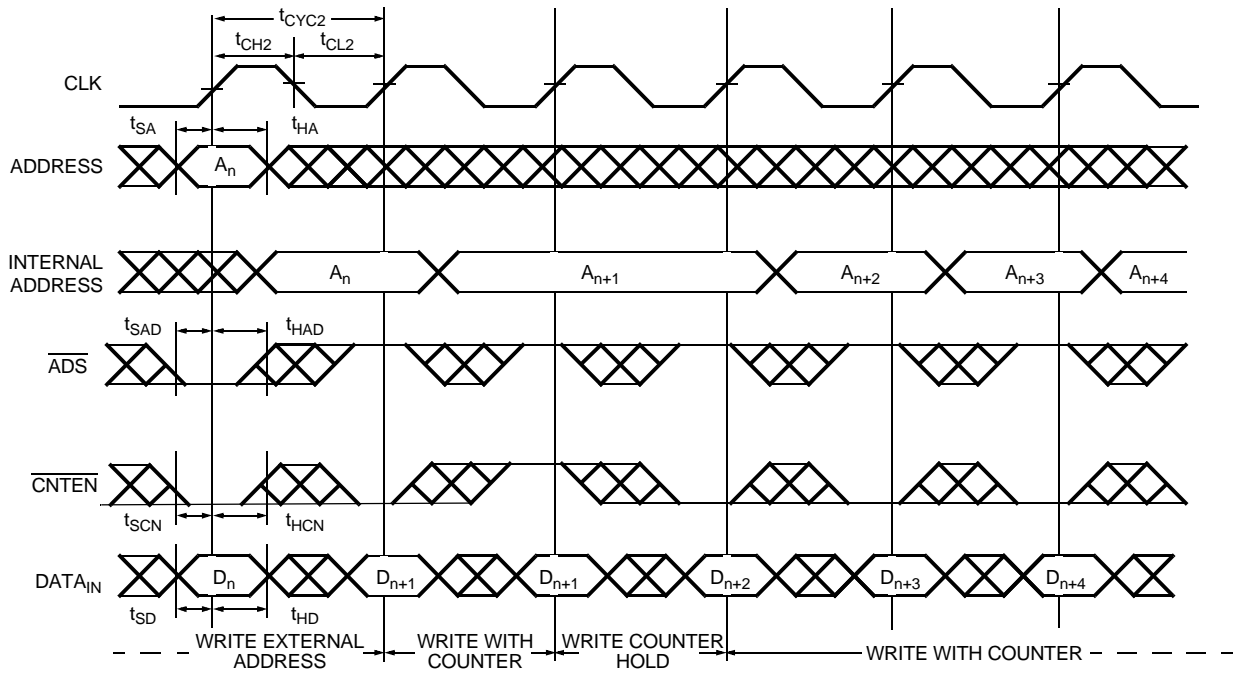 tCYC2
tCH2 tCL2
CLK
tSA tHA
ADDRESS An
INTERNAL
ADDRESS
An An+1 An+2 An+3 An+4
tSAD tHAD
ADS
CNTEN
tSCN tHCN
DATAIN Dn Dn+1 Dn+1 Dn+2 Dn+3 Dn+4
tSD tHD
WRITE EXTERNAL
ADDRESS
WRITE WITH
COUNTER
WRITE COUNTER
HOLD
WRITE WITH COUNTER